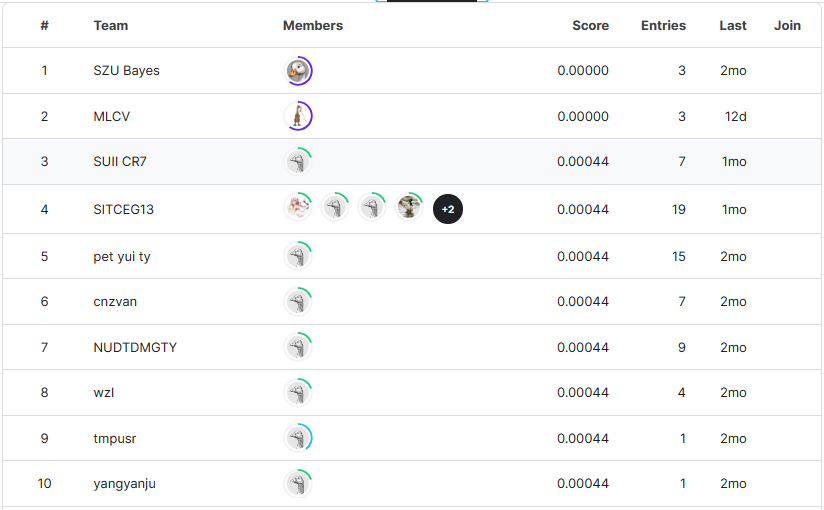 # Team Members Score Entries Last Join
1 SZU Bayes 0.00000 3 2mo
2 MLCV 0.00000 3 12d
3 SUII CR7 0.00044 7 1mo
4 SITCEG13 +2 0.00044 19 1mo
5 pet yui ty 0.00044 15 2mo
6 cnzvan 0.00044 7 2mo
7 NUDTDMGTY 0.00044 9 2mo
8 wzl 0.00044 4 2mo
9 tmpusr 0.00044 1 2mo
10 yangyanju 0.00044 1 2mo